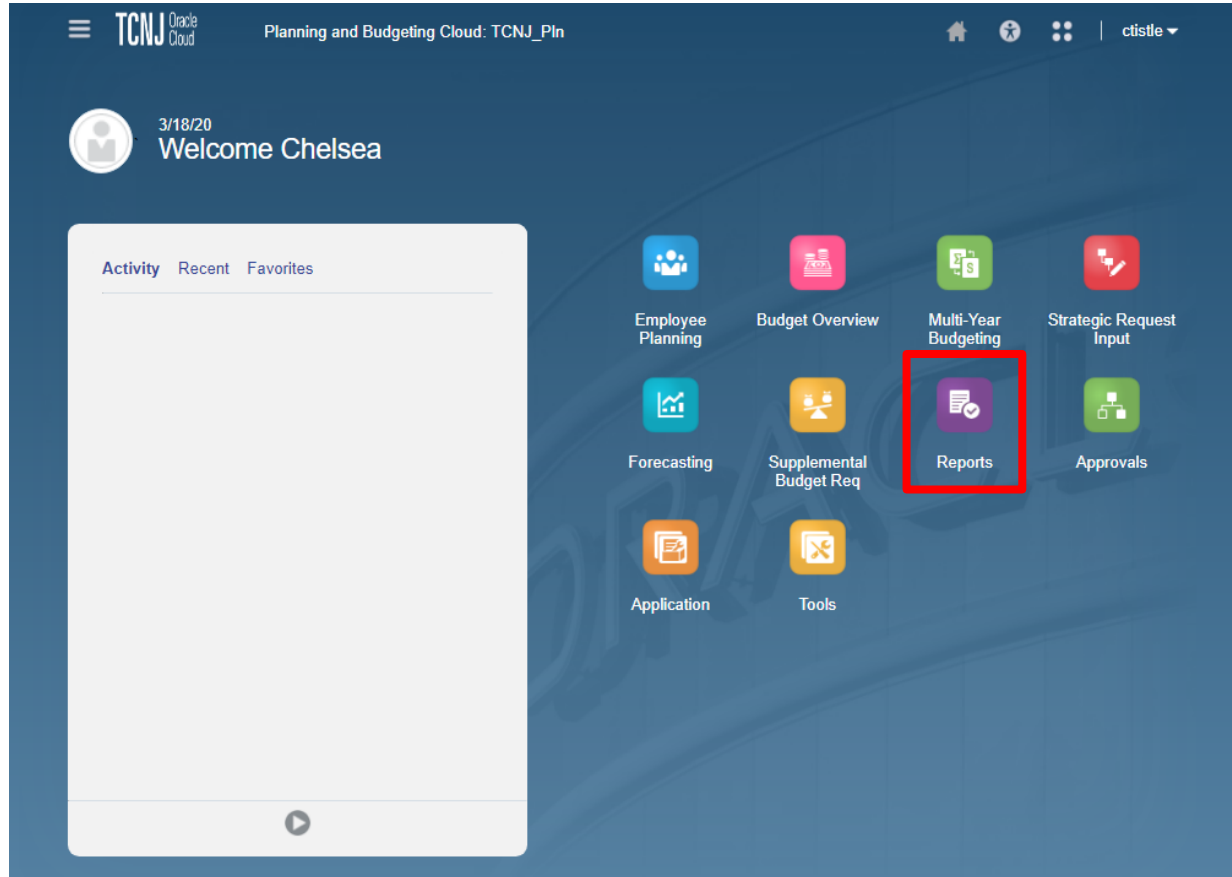 TCNJ Oracle Cloud
Planning and Budgeting Cloud: TCNJ_Pln
ctistle
3/18/20
Welcome Chelsea
Activity Recent Favorites
Employee
Planning
Budget Overview
Multi-Year
Budgeting
Strategic Request
Input
Forecasting
Supplemental
Budget Req
Reports
Approvals
Application
Tools
ORACL